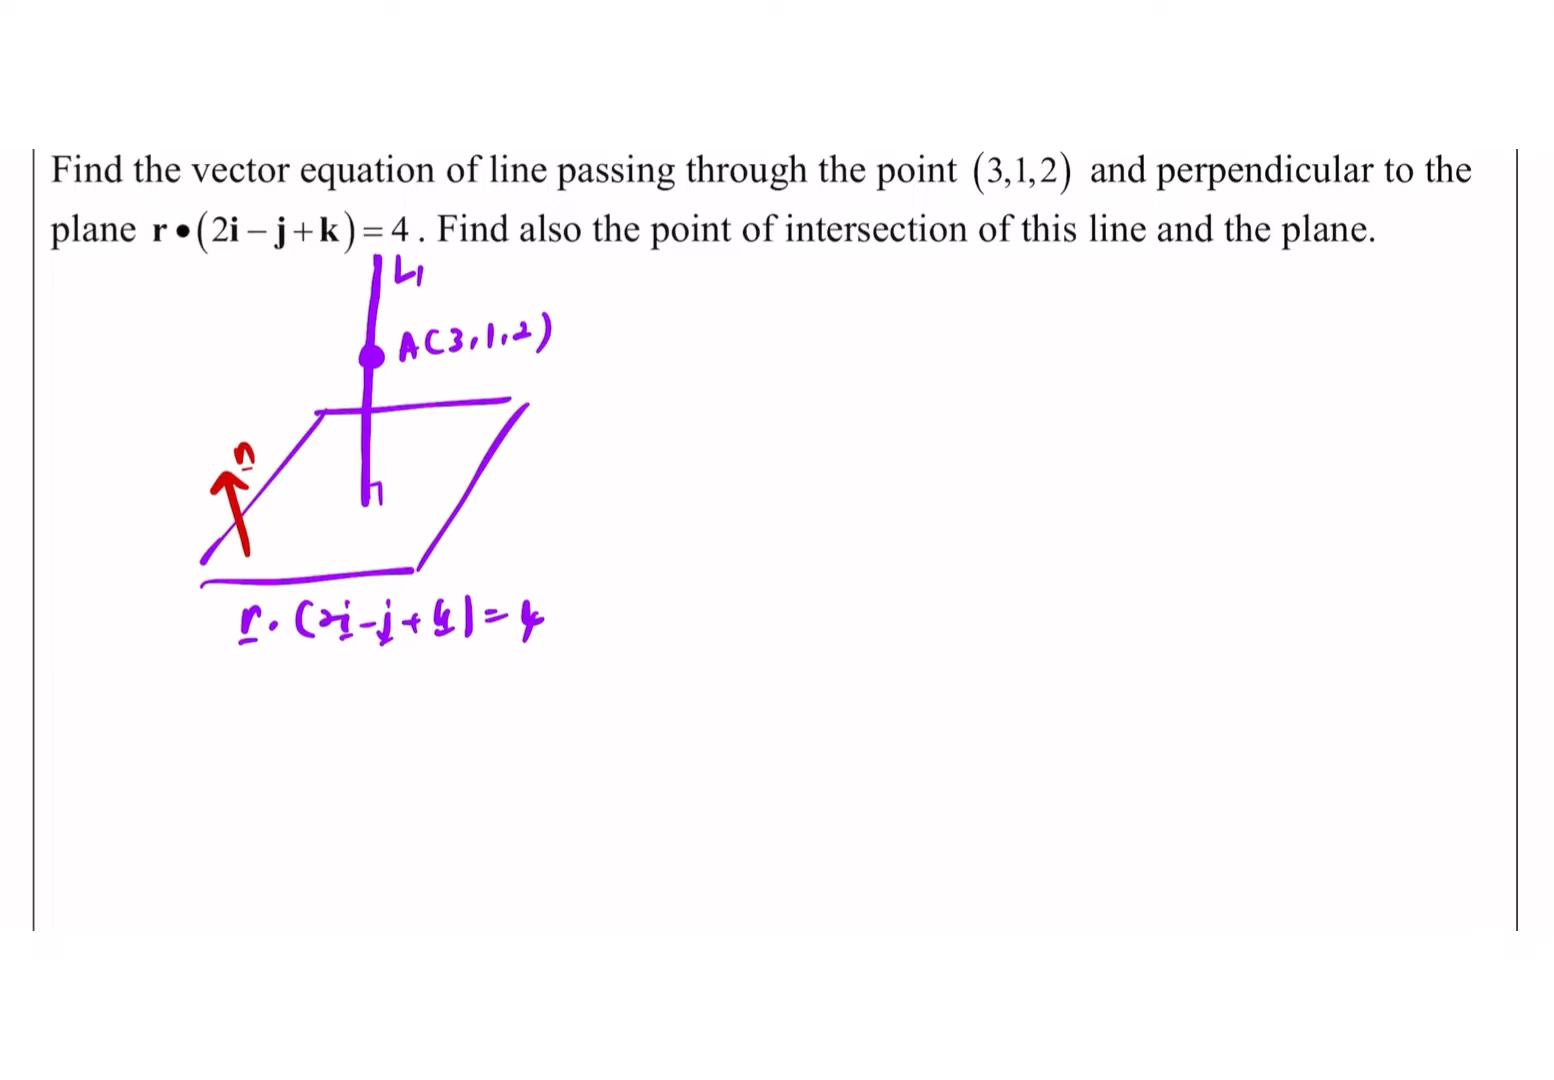 Find the vector equation of line passing through the point (3,1,2) and perpendicular to the
plane r•(2i−j+k)=4. Find also the point of intersection of this line and the plane.
L1
A(3,1,2)
n
r·(2i-j+k)=4